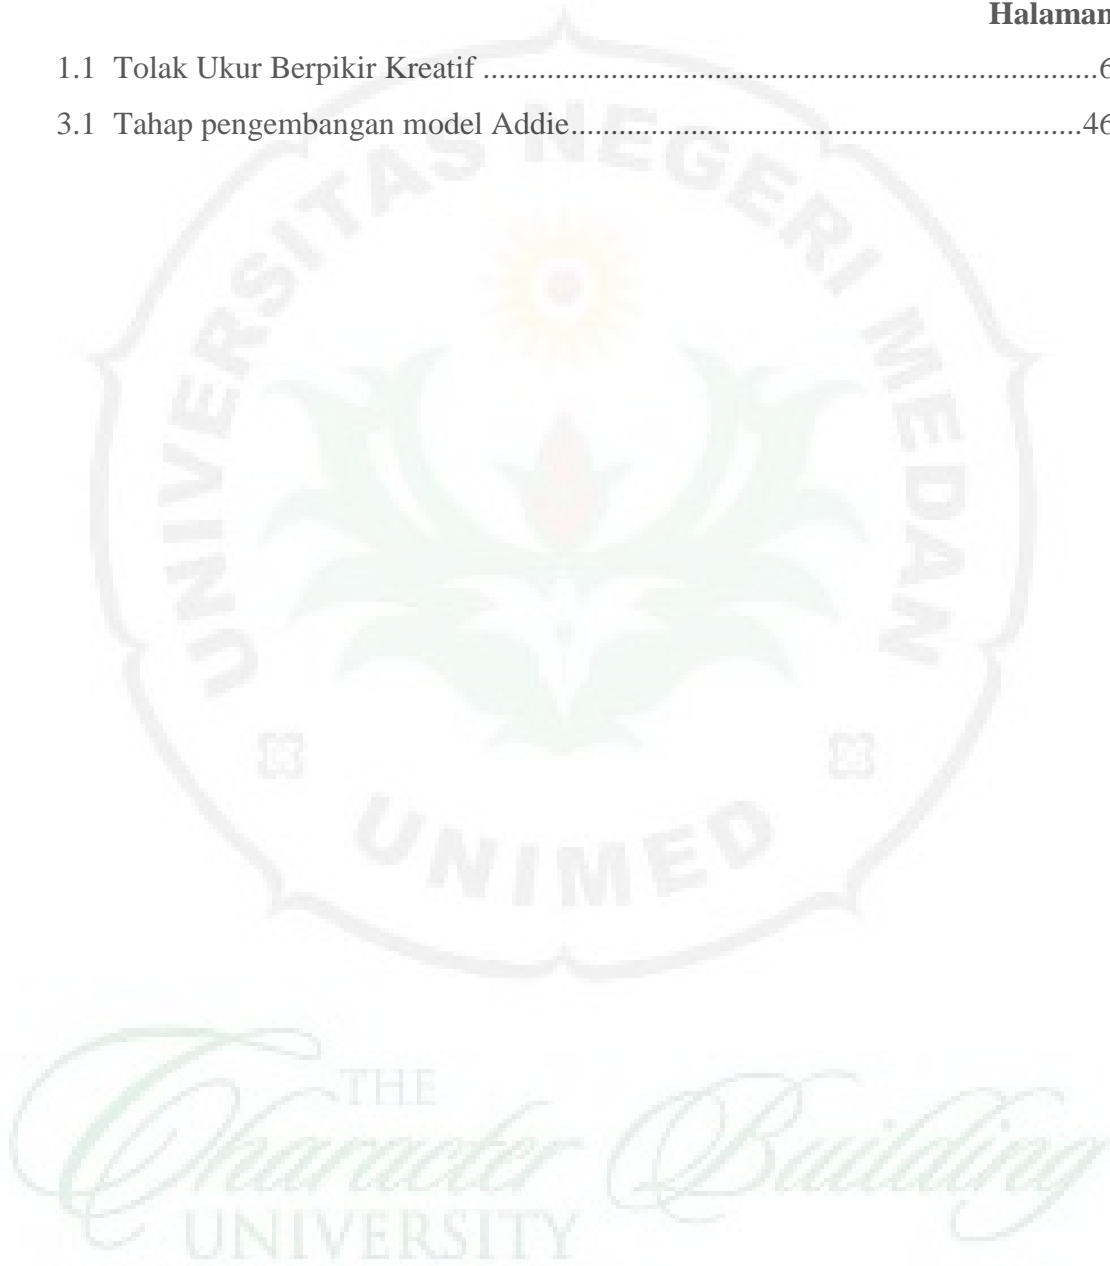 Halaman
1.1 Tolak Ukur Berpikir Kreatif .............................................................................6
3.1 Tahap pengembangan model Addie................................................................46
UNIVERSITAS NEGERI MEDAN
UNIMED
THE
Character Building
UNIVERSITY